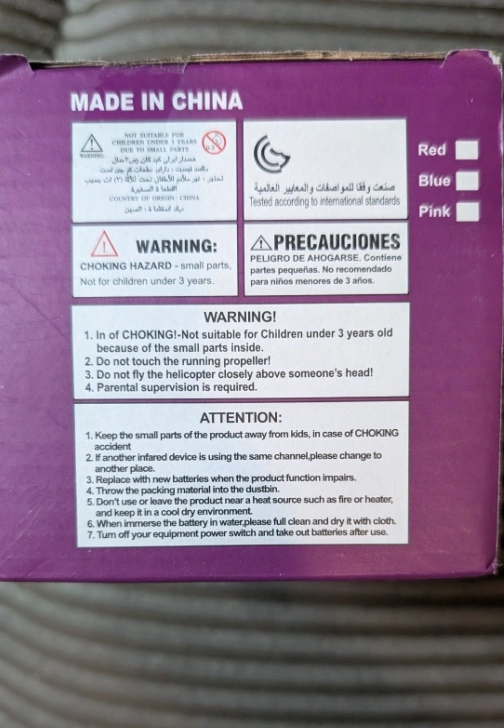 MADE IN CHINA
NOT SUITABLE FOR
CHILDREN UNDER 3 YEARS
DUE TO SMALL PARTS
WARNING
0-3
COUNTRY OF ORIGIN: CHINA
صنعت وفقا للمواصفات والمعايير العالمية
Tested according to international standards
Red
Blue
Pink
WARNING:
CHOKING HAZARD - small parts.
Not for children under 3 years.
PRECAUCIONES
PELIGRO DE AHOGARSE. Contiene
partes pequeñas. No recomendado
para niños menores de 3 años.
WARNING!
1. In of CHOKING!-Not suitable for Children under 3 years old
because of the small parts inside.
2. Do not touch the running propeller!
3. Do not fly the helicopter closely above someone's head!
4. Parental supervision is required.
ATTENTION:
1. Keep the small parts of the product away from kids, in case of CHOKING
accident
2. If another infared device is using the same channel,please change to
another place.
3. Replace with new batteries when the product function impairs.
4. Throw the packing material into the dustbin.
5. Don't use or leave the product near a heat source such as fire or heater,
and keep it in a cool dry environment.
6. When immerse the battery in water,please full clean and dry it with cloth.
7. Turn off your equipment power switch and take out batteries after use.